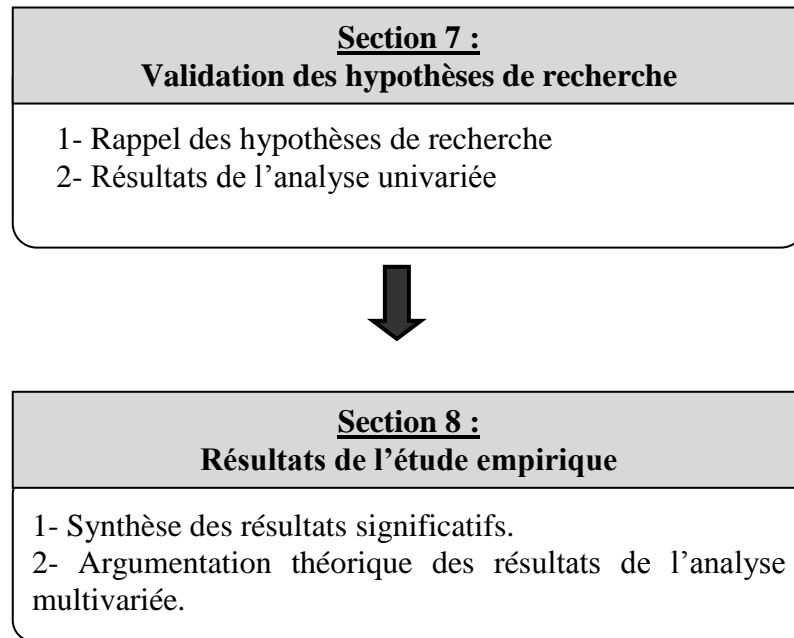 Section 7 :
Validation des hypothèses de recherche
1- Rappel des hypothèses de recherche
2- Résultats de l’analyse univariée
Section 8 :
Résultats de l’étude empirique
1- Synthèse des résultats significatifs.
2- Argumentation théorique des résultats de l’analyse
multivariée.